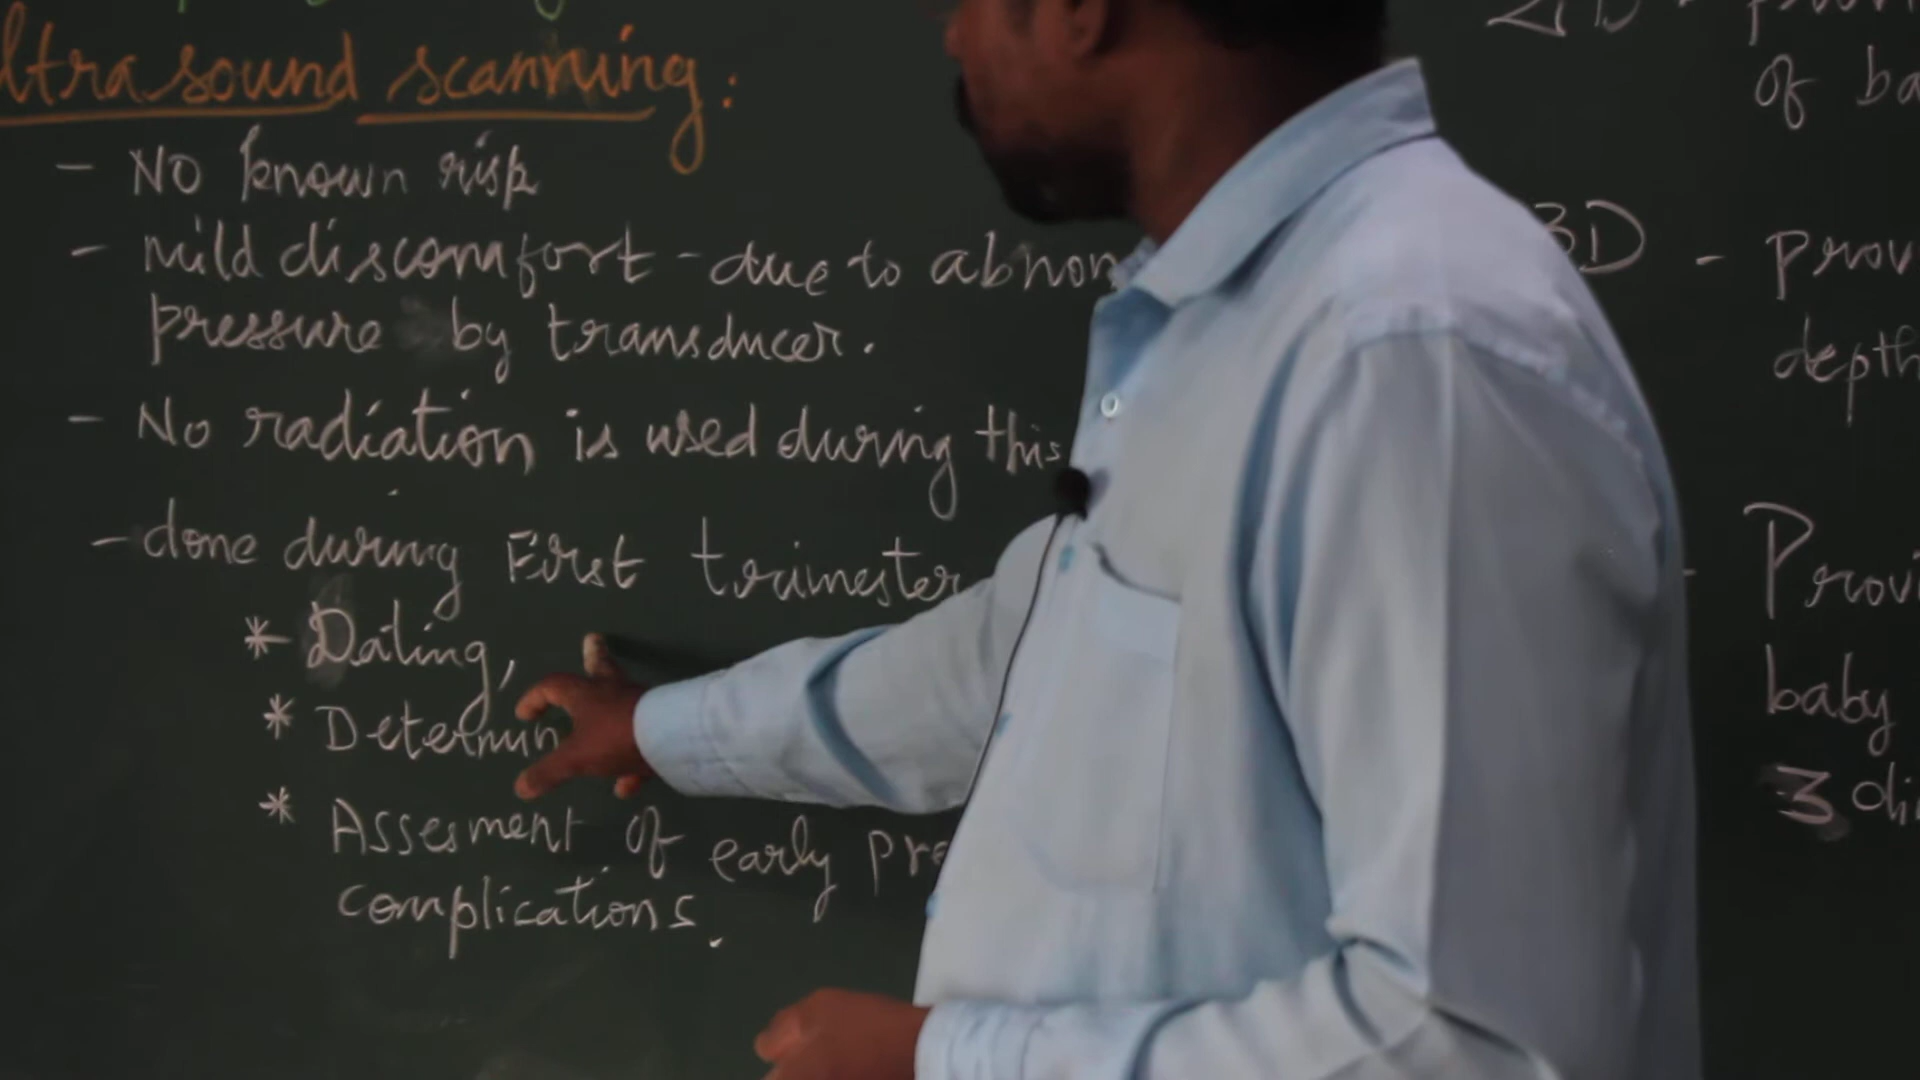 ltrasound scanning:
- No known risk
- mild discomfort - due to abnor
pressure by transducer.
- No radiation is used during this
- done during First trimester
* Dating,
* Determin
* Assesment of early pre
complications.
2D - provi
of ba
3D - Prov
depth
- Provi
baby
3 di